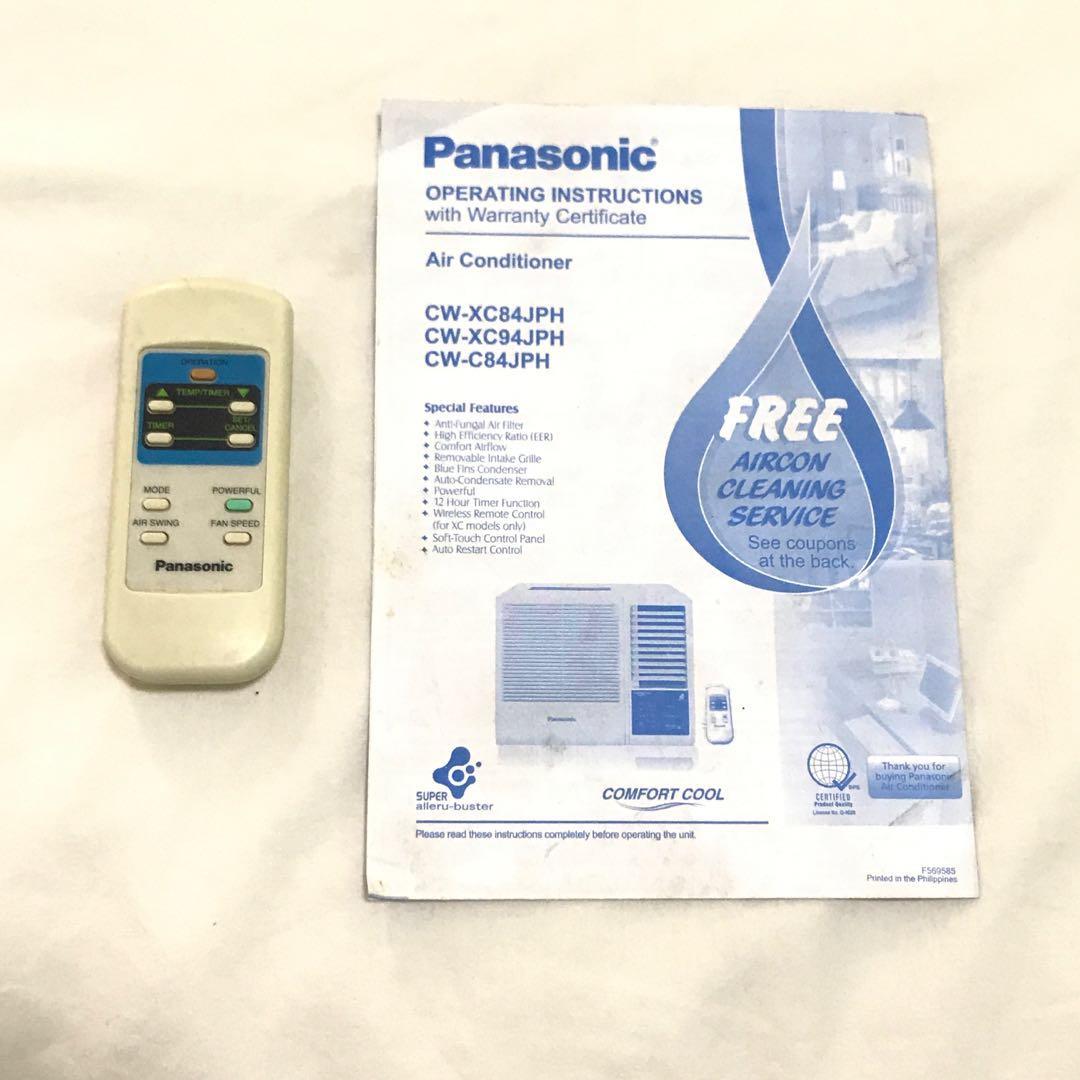 OPERATION
TEMP/TIMER
TIMER
SET/
CANCEL
MODE
POWERFUL
AIR SWING
FAN SPEED
Panasonic
Panasonic
OPERATING INSTRUCTIONS
with Warranty Certificate
Air Conditioner
CW-XC84JPH
CW-XC94JPH
CW-C84JPH
Special Features
Anti-Fungal Air Filter
High Efficiency Ratio (EER)
Comfort Airflow
Removable Intake Grille
Blue Fins Condenser
Auto-Condensate Removal
Powerful
12 Hour Timer Function
Wireless Remote Control
(for XC models only)
Soft-Touch Control Panel
Auto Restart Control
FREE
AIRCON
CLEANING
SERVICE
See coupons
at the back.
Panasonic
SUPER
alleru-buster
COMFORT COOL
CERTIFIED
Product Quality
Thank you for
buying Panasonic
Air Conditioner
Please read these instructions completely before operating the unit.
F569585
Printed in the Philippines